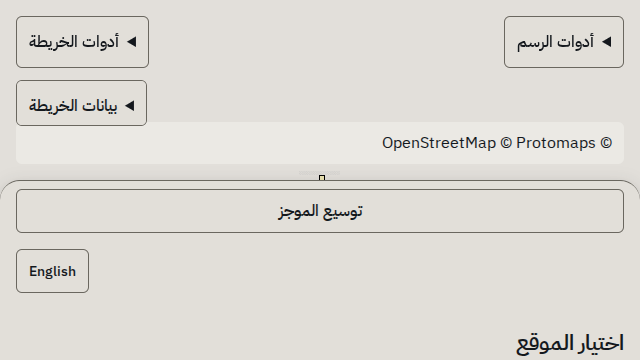 أدوات الرسم
أدوات الخريطة
بيانات الخريطة
OpenStreetMap © Protomaps ©
توسيع الموجز
English
اختيار الموقع